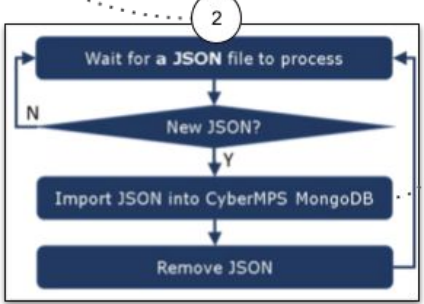 2
Wait for a JSON file to process
N
New JSON?
Y
Import JSON into CyberMPS MongoDB
Remove JSON